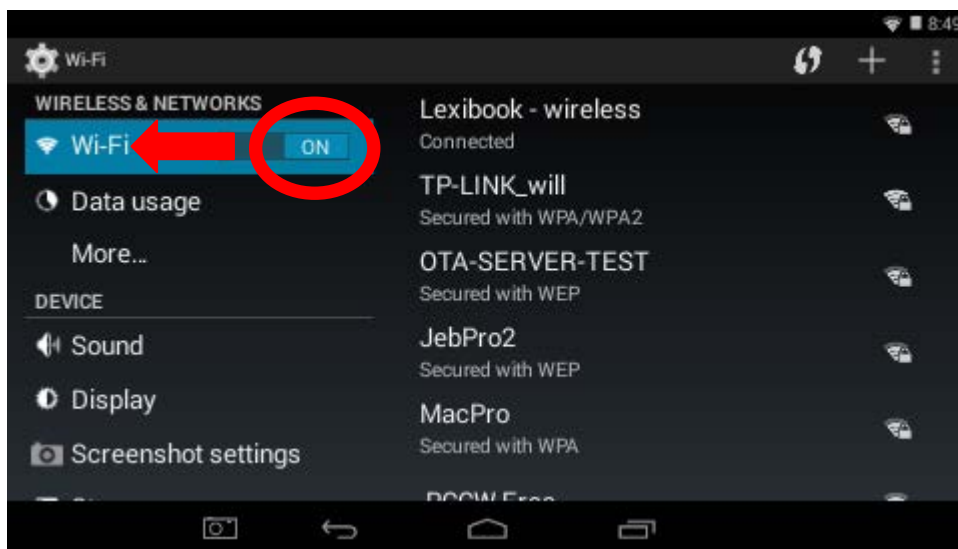 8:49
Wi-Fi
WIRELESS & NETWORKS
Wi-Fi ON
Data usage
More...
DEVICE
Sound
Display
Screenshot settings
Lexibook - wireless
Connected
TP-LINK_will
Secured with WPA/WPA2
OTA-SERVER-TEST
Secured with WEP
JebPro2
Secured with WEP
MacPro
Secured with WPA